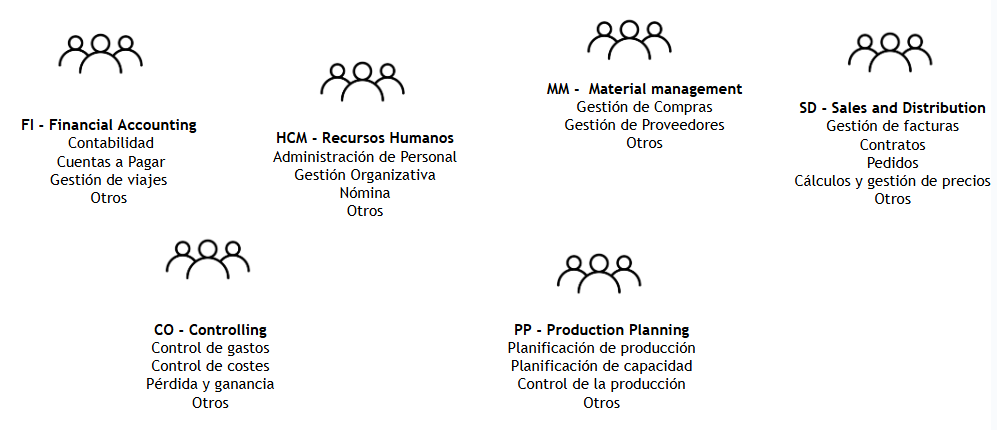 FI - Financial Accounting
Contabilidad
Cuentas a Pagar
Gestión de viajes
Otros
HCM - Recursos Humanos
Administración de Personal
Gestión Organizativa
Nómina
Otros
MM -  Material management
Gestión de Compras
Gestión de Proveedores
Otros
SD - Sales and Distribution
Gestión de facturas
Contratos
Pedidos
Cálculos y gestión de precios
Otros
CO - Controlling
Control de gastos
Control de costes
Pérdida y ganancia
Otros
PP - Production Planning
Planificación de producción
Planificación de capacidad
Control de la producción
Otros